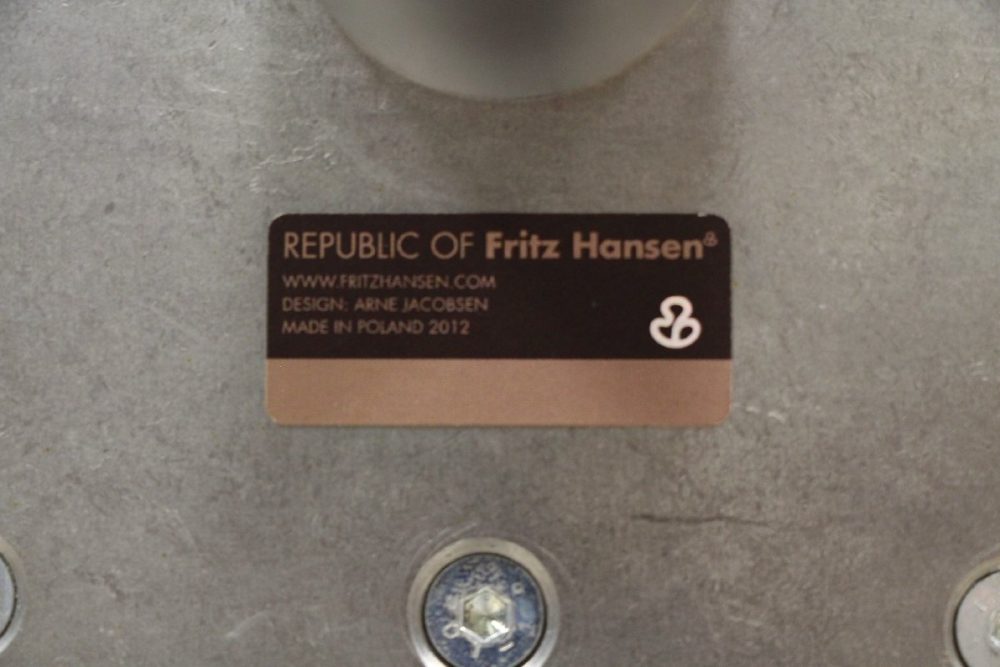 REPUBLIC OF Fritz Hansen
WWW.FRITZHANSEN.COM
DESIGN: ARNE JACOBSEN
MADE IN POLAND 2012